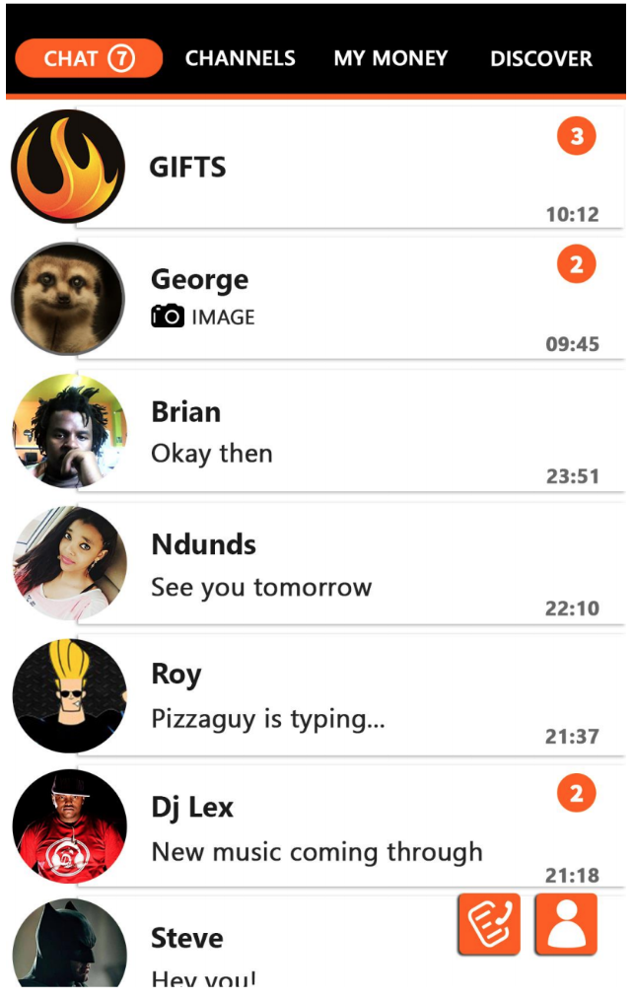 CHAT 7 CHANNELS MY MONEY DISCOVER
3
GIFTS
10:12
2
George
IMAGE
09:45
Brian
Okay then
23:51
Ndunds
See you tomorrow
22:10
Roy
Pizzaguy is typing...
21:37
2
Dj Lex
New music coming through
21:18
Steve
Hey you!